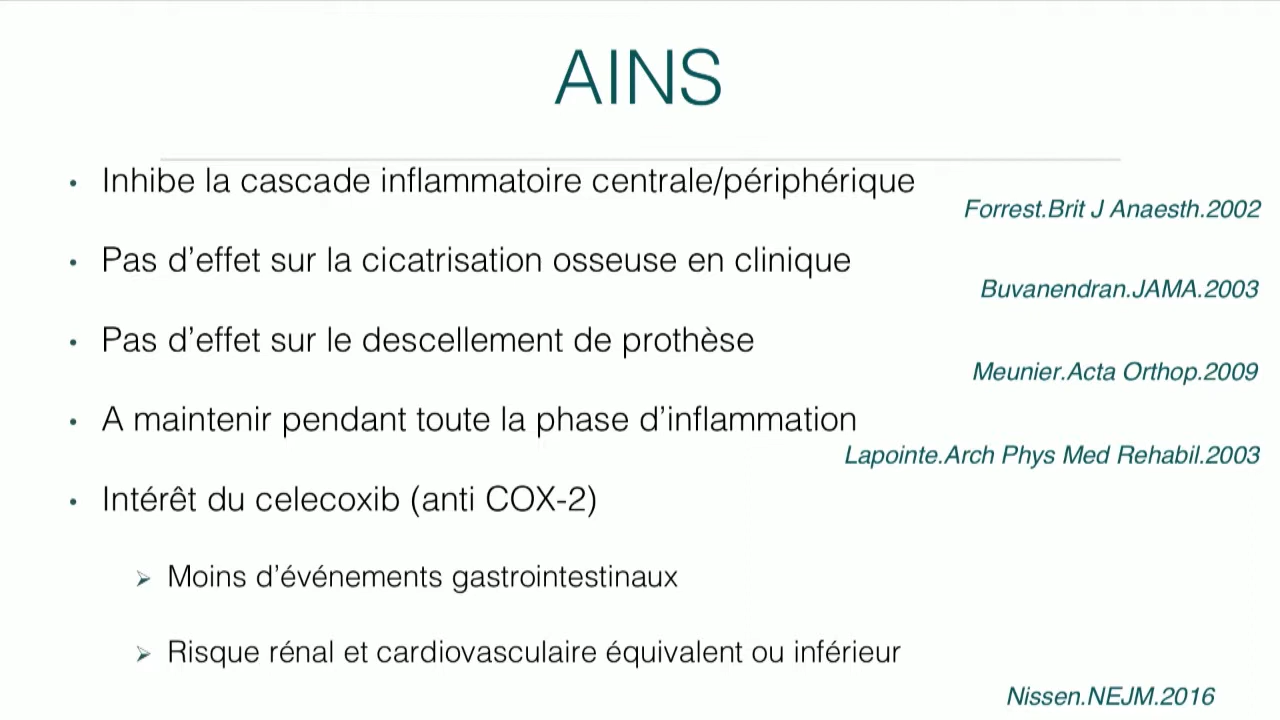 AINS
• Inhibe la cascade inflammatoire centrale/périphérique
Forrest.Brit J Anaesth.2002
• Pas d'effet sur la cicatrisation osseuse en clinique
Buvanendran.JAMA.2003
• Pas d'effet sur le descellement de prothèse
Meunier.Acta Orthop.2009
• A maintenir pendant toute la phase d'inflammation
Lapointe.Arch Phys Med Rehabil.2003
• Intérêt du celecoxib (anti COX-2)
➢ Moins d'événements gastrointestinaux
➢ Risque rénal et cardiovasculaire équivalent ou inférieur
Nissen.NEJM.2016